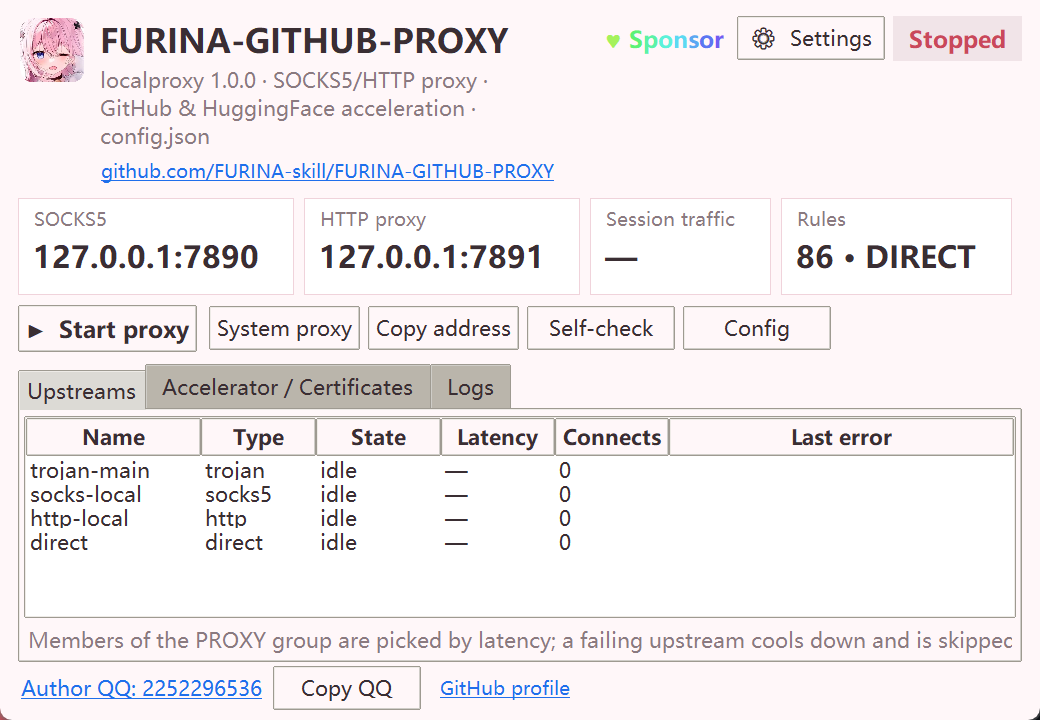 FURINA-GITHUB-PROXY
♥ Sponsor
Settings
Stopped
localproxy 1.0.0 · SOCKS5/HTTP proxy ·
GitHub & HuggingFace acceleration ·
config.json
github.com/FURINA-skill/FURINA-GITHUB-PROXY
SOCKS5
127.0.0.1:7890
HTTP proxy
127.0.0.1:7891
Session traffic
—
Rules
86 • DIRECT
► Start proxy
System proxy
Copy address
Self-check
Config
Upstreams
Accelerator / Certificates
Logs
Name Type State Latency Connects Last error
trojan-main trojan idle — 0
socks-local socks5 idle — 0
http-local http idle — 0
direct direct idle — 0
Members of the PROXY group are picked by latency; a failing upstream cools down and is skipped
Author QQ: 2252296536
Copy QQ
GitHub profile